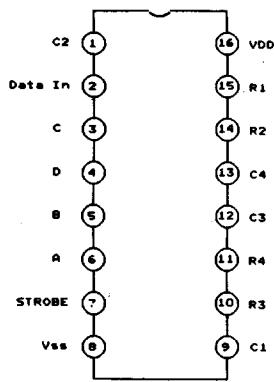 C2 1 16 VDD
Data In 2 15 R1
C 3 14 R2
D 4 13 C4
B 5 12 C3
A 6 11 R4
STROBE 7 10 R3
Vss 8 9 C1